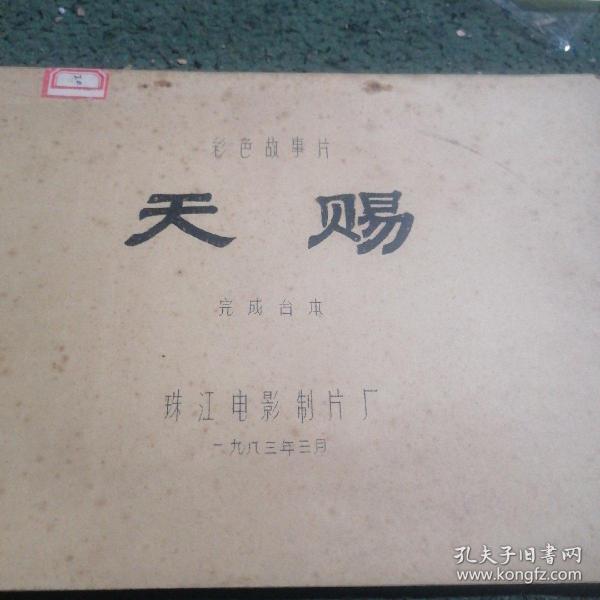 彩色故事片
天赐
完成台本
珠江电影制片厂
一九八三年三月
孔夫子旧书网
www.kongfz.com